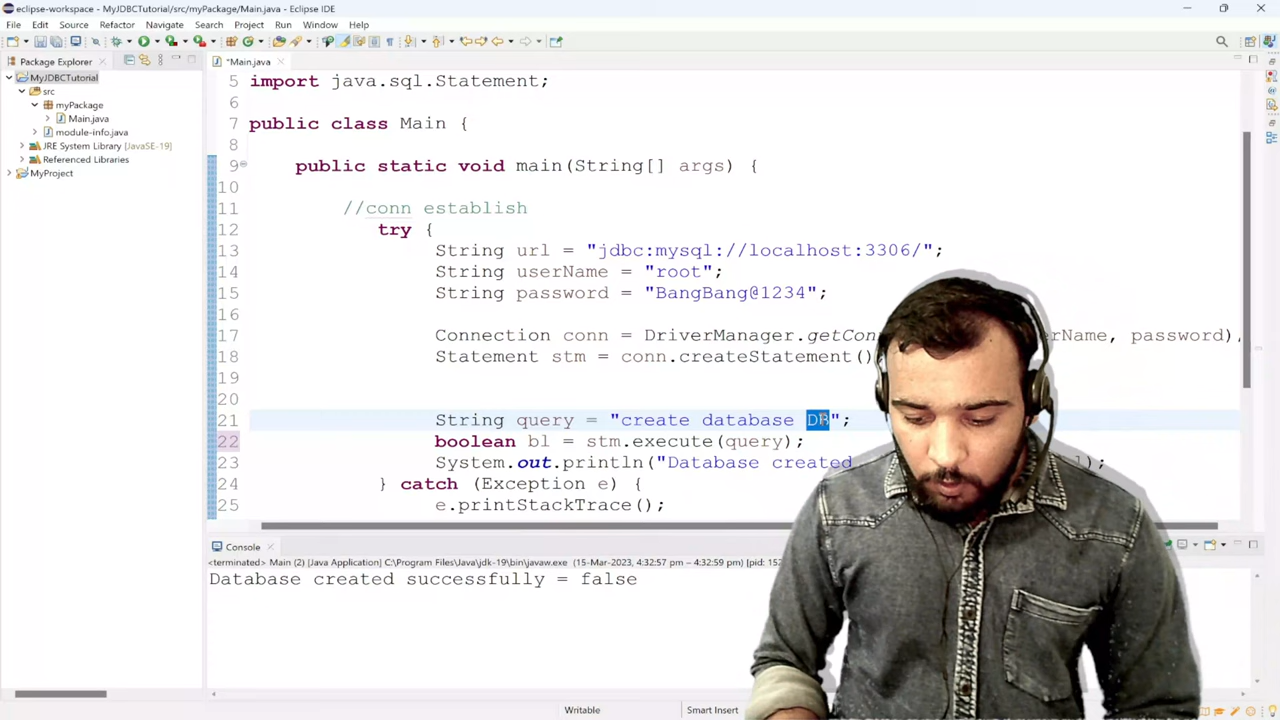 eclipse-workspace - MyJDBCTutorial/src/myPackage/Main.java - Eclipse IDE
File Edit Source Refactor Navigate Search Project Run Window Help
Package Explorer
*Main.java
MyJDBCTutorial
src
myPackage
Main.java
module-info.java
JRE System Library [JavaSE-19]
Referenced Libraries
MyProject
5 import java.sql.Statement;
6
7 public class Main {
8
9 public static void main(String[] args) {
10
11 //conn establish
12 try {
13 String url = "jdbc:mysql://localhost:3306/";
14 String userName = "root";
15 String password = "BangBang@1234";
16
17 Connection conn = DriverManager.getCon password);
18 Statement stm = conn.createStatement();
19
20
21 String query = "create database DB";
22 boolean bl = stm.execute(query);
23 System.out.println("Database created
24 } catch (Exception e) {
25 e.printStackTrace();
Console
<terminated> Main (2) [Java Application] C:\Program Files\Java\jdk-19\bin\javaw.exe (15-Mar-2023, 4:32:57 pm – 4:32:59 pm) [pid:
Database created successfully = false
Writable
Smart Insert